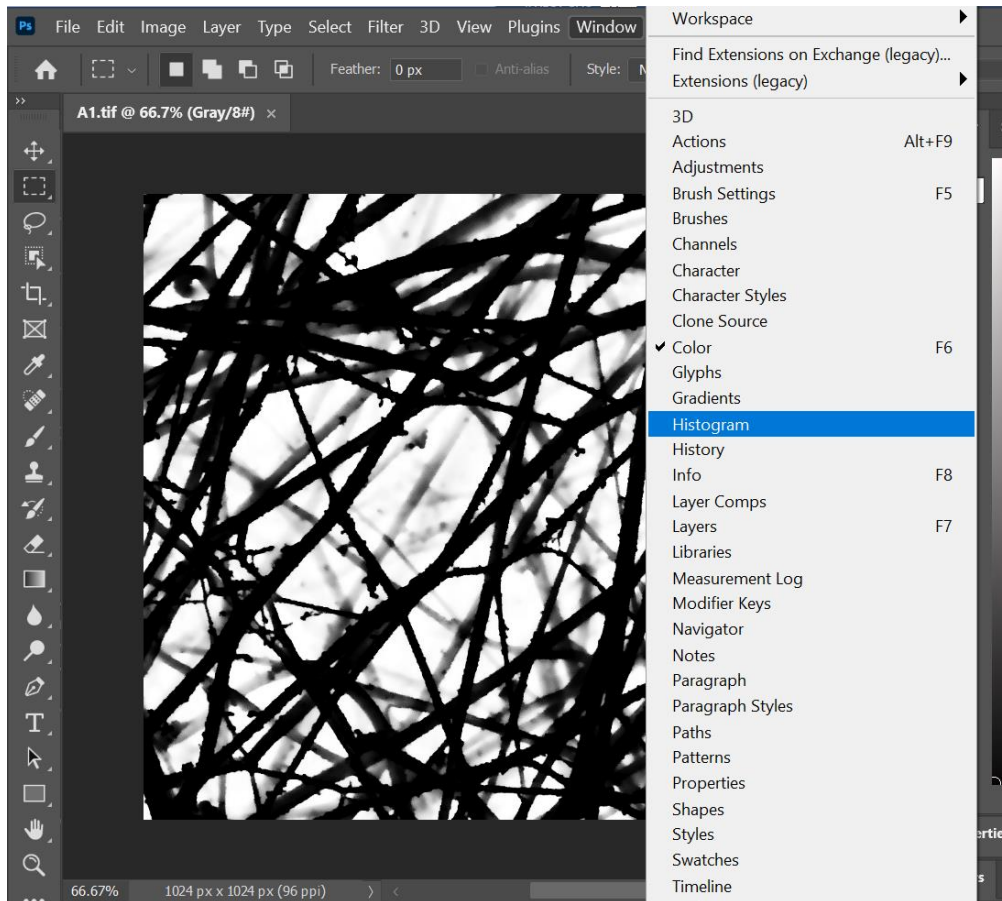 Ps File Edit Image Layer Type Select Filter 3D View Plugins Window
Feather: 0 px Anti-alias Style:
A1.tif @ 66.7% (Gray/8#) ×
Workspace
Find Extensions on Exchange (legacy)...
Extensions (legacy)
3D
Actions Alt+F9
Adjustments
Brush Settings F5
Brushes
Channels
Character
Character Styles
Clone Source
Color F6
Glyphs
Gradients
Histogram
History
Info F8
Layer Comps
Layers F7
Libraries
Measurement Log
Modifier Keys
Navigator
Notes
Paragraph
Paragraph Styles
Paths
Patterns
Properties
Shapes
Styles
Swatches
Timeline
66.67% 1024 px x 1024 px (96 ppi)